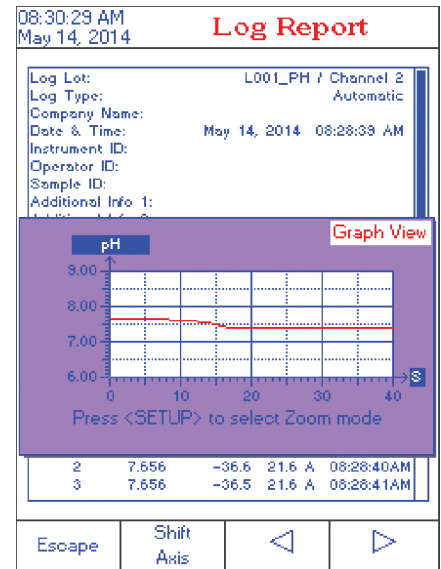 08:30:29 AM
May 14, 2014
Log Report
Log Lot: L001_PH / Channel 2
Log Type: Automatic
Company Name:
Date & Time: May 14, 2014 08:28:39 AM
Instrument ID:
Operator ID:
Sample ID:
Additional Info 1:
Graph View
pH
9.00
8.00
7.00
6.00
S
0 10 20 30 40
Press <SETUP> to select Zoom mode
2 7.656 -36.6 21.6 A 08:28:40AM
3 7.656 -36.5 21.6 A 08:28:41AM
Escape
Shift
Axis